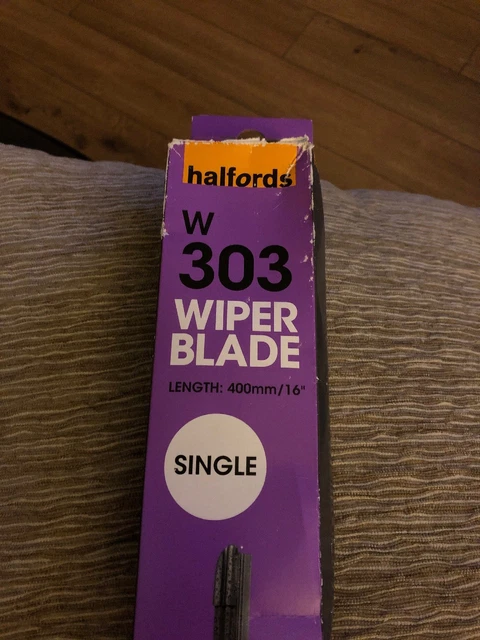 halfords
W
303
WIPER
BLADE
LENGTH: 400mm/16"
SINGLE